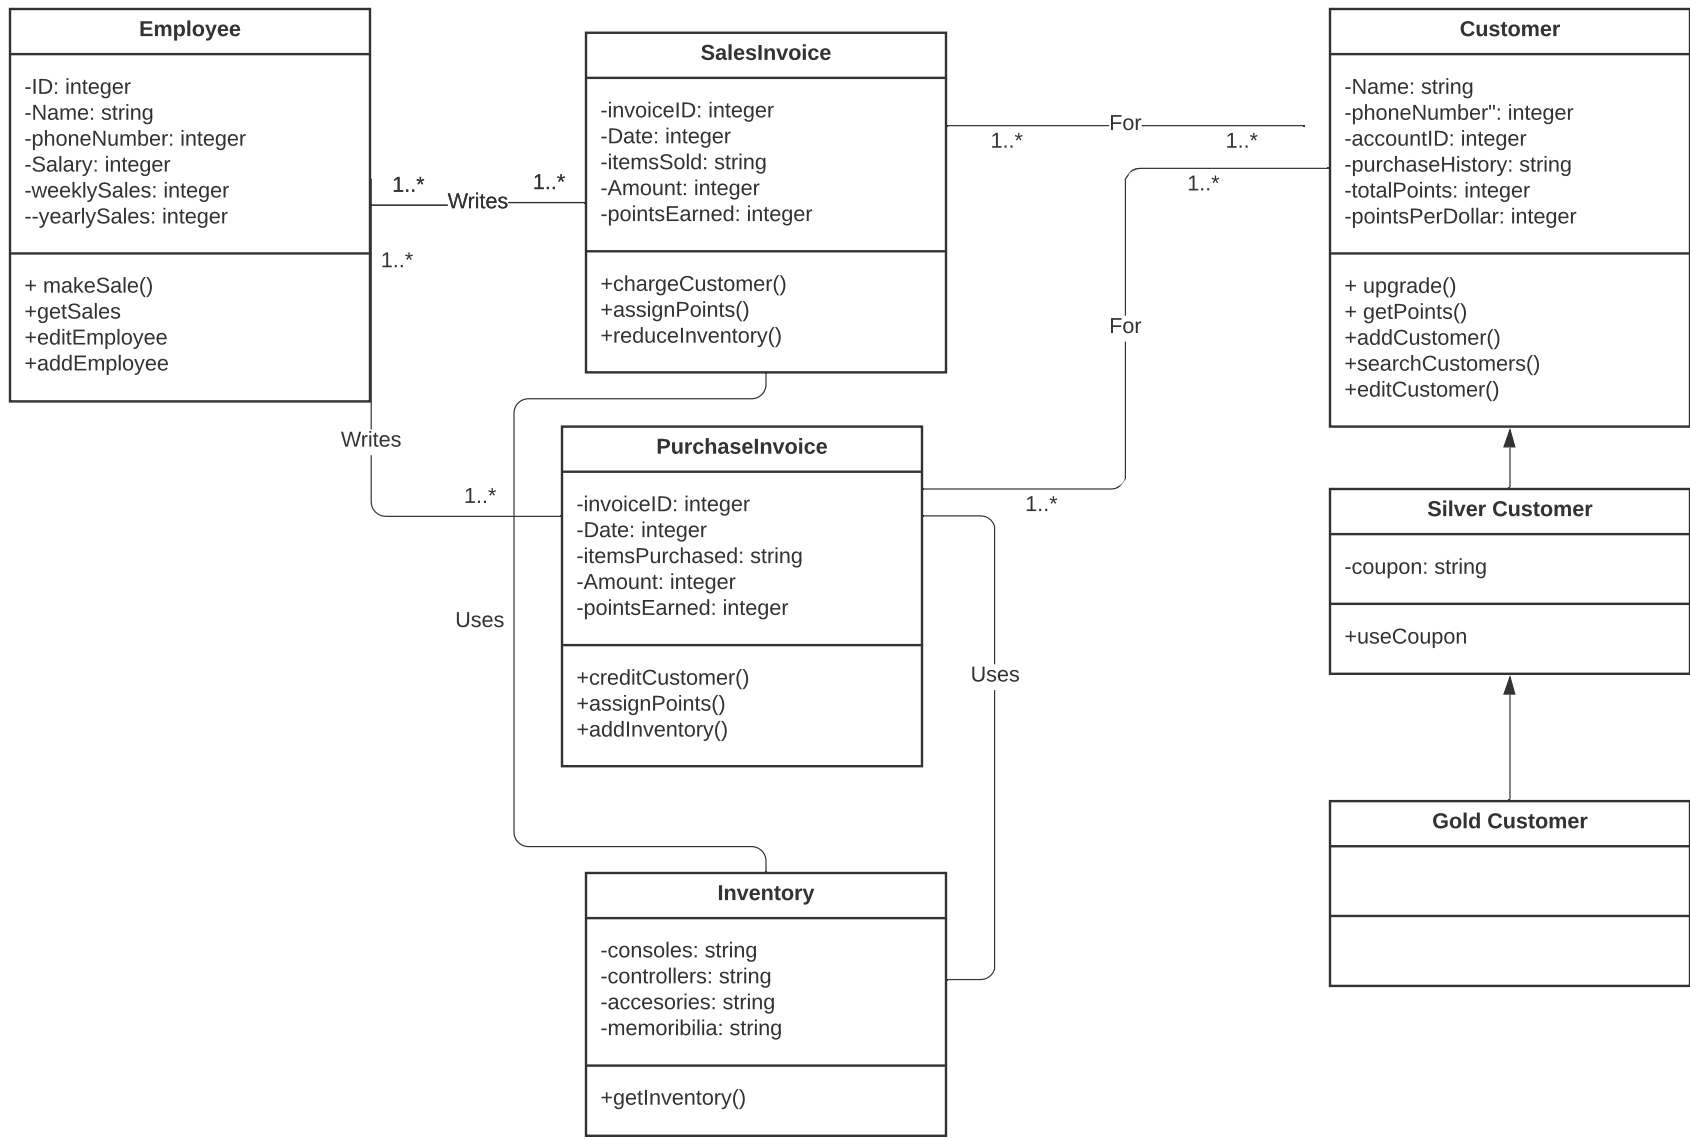 Employee
-ID: integer
-Name: string
-phoneNumber: integer
-Salary: integer
-weeklySales: integer
--yearlySales: integer
+ makeSale()
+getSales
+editEmployee
+addEmployee
1..*
Writes
1..*
1..*
Writes
1..*
SalesInvoice
-invoiceID: integer
-Date: integer
-itemsSold: string
-Amount: integer
-pointsEarned: integer
+chargeCustomer()
+assignPoints()
+reduceInventory()
1..*
For
1..*
1..*
For
1..*
Customer
-Name: string
-phoneNumber": integer
-accountID: integer
-purchaseHistory: string
-totalPoints: integer
-pointsPerDollar: integer
+ upgrade()
+ getPoints()
+addCustomer()
+searchCustomers()
+editCustomer()
PurchaseInvoice
-invoiceID: integer
-Date: integer
-itemsPurchased: string
-Amount: integer
-pointsEarned: integer
+creditCustomer()
+assignPoints()
+addInventory()
Uses
Uses
Silver Customer
-coupon: string
+useCoupon
Gold Customer
Inventory
-consoles: string
-controllers: string
-accesories: string
-memoribilia: string
+getInventory()